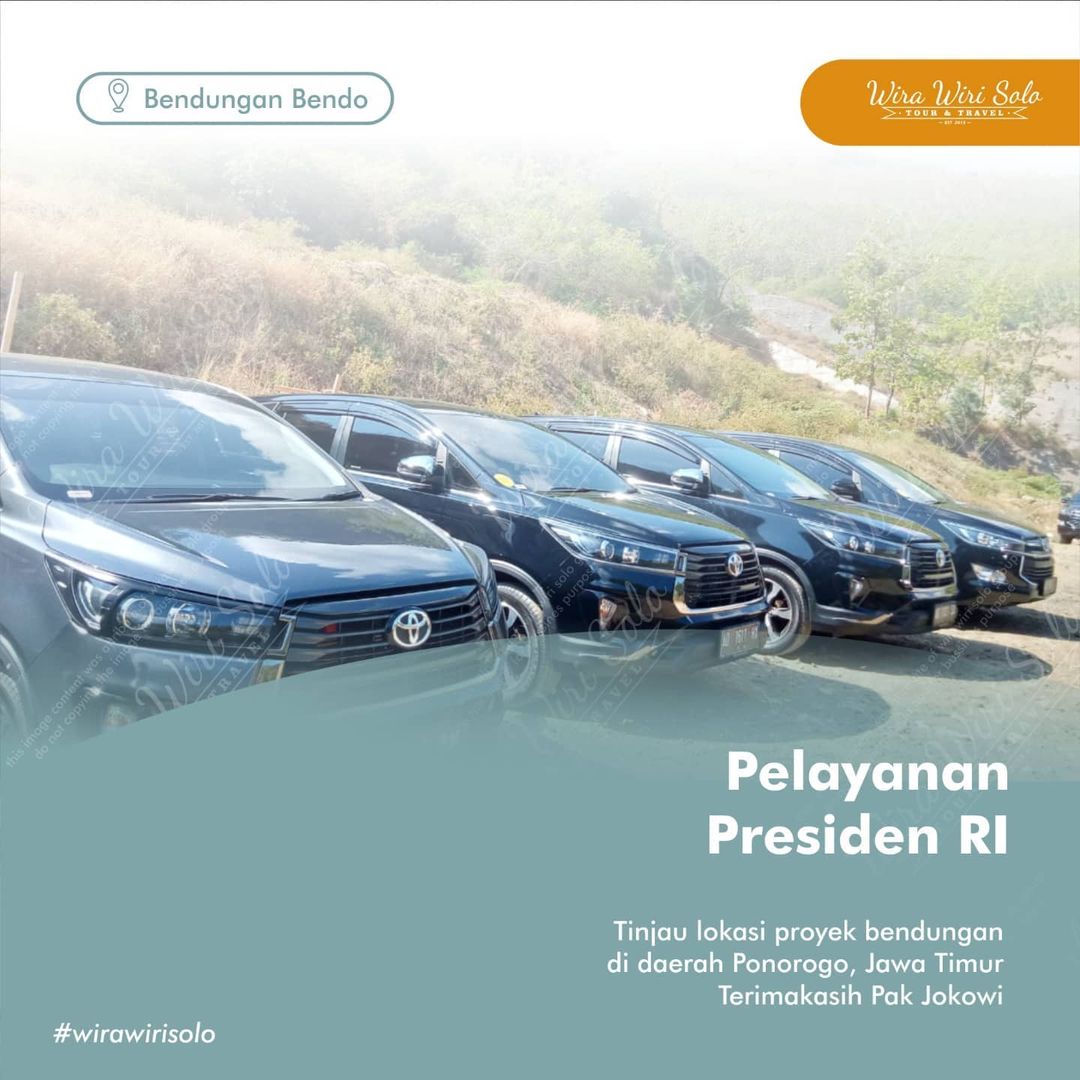 Bendungan Bendo
Wira Wiri Solo
TOUR & TRAVEL
Pelayanan
Presiden RI
Tinjau lokasi proyek bendungan
di daerah Ponorogo, Jawa Timur
Terimakasih Pak Jokowi
#wirawirisolo